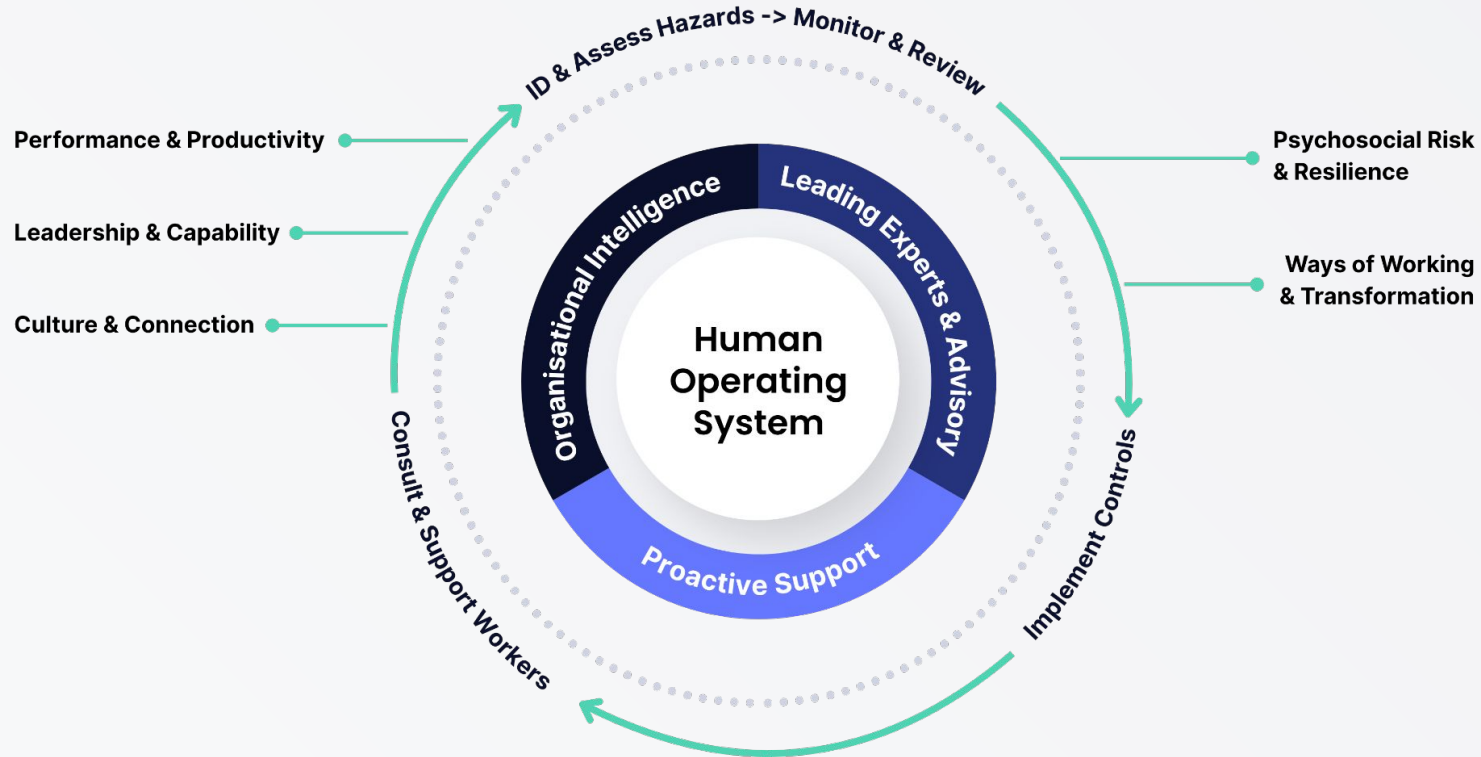 ID & Assess Hazards -> Monitor & Review
Performance & Productivity
Leadership & Capability
Culture & Connection
Psychosocial Risk
& Resilience
Ways of Working
& Transformation
Organisational Intelligence
Leading Experts & Advisory
Human
Operating
System
Proactive Support
Consult & Support Workers
Implement Controls